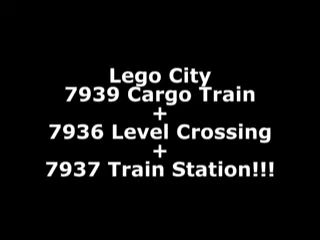 Lego City
7939 Cargo Train
+
7936 Level Crossing
+
7937 Train Station!!!